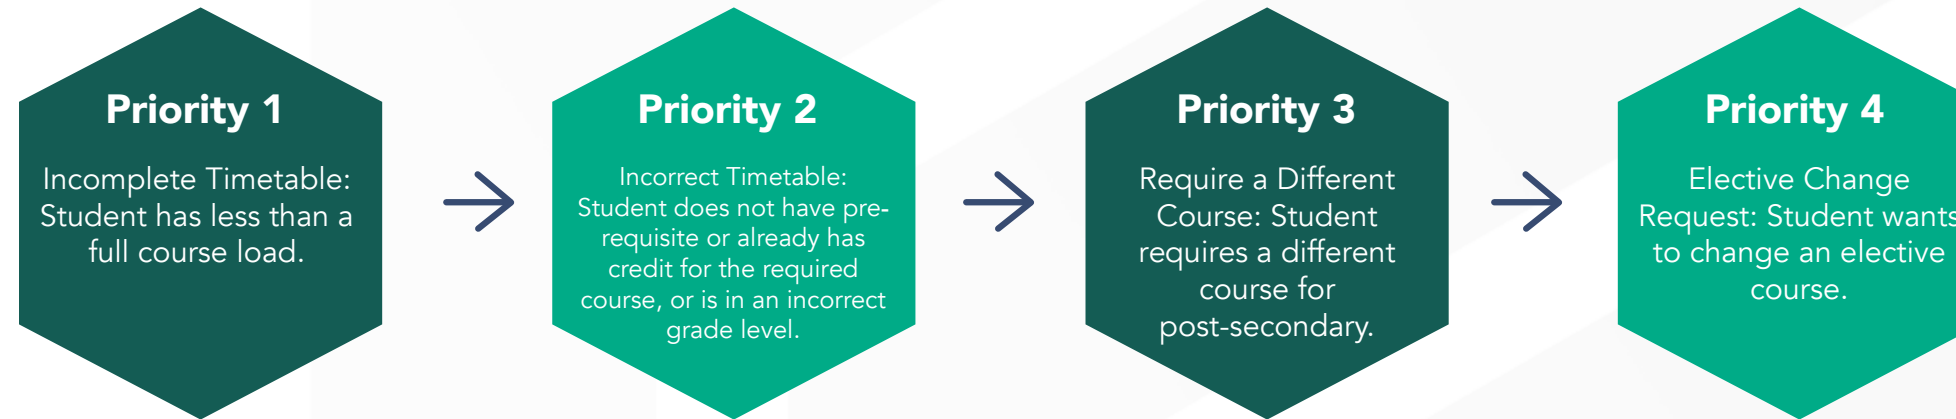 Priority 1
Incomplete Timetable:
Student has less than a
full course load.
Priority 2
Incorrect Timetable:
Student does not have pre-
requisite or already has
credit for the required
course, or is in an incorrect
grade level.
Priority 3
Require a Different
Course: Student
requires a different
course for
post-secondary.
Priority 4
Elective Change
Request: Student wants
to change an elective
course.